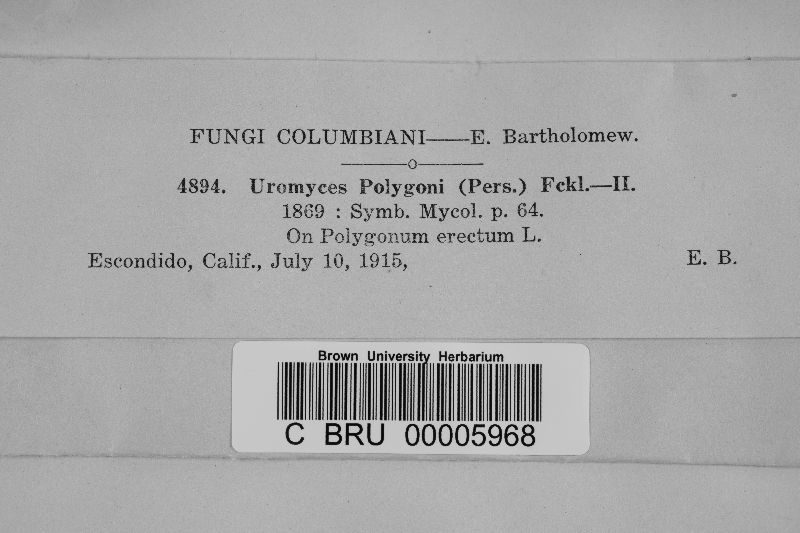 FUNGI COLUMBIANI——E. Bartholomew.
4894. Uromyces Polygoni (Pers.) Fckl.—II.
1869 : Symb. Mycol. p. 64.
On Polygonum erectum L.
Escondido, Calif., July 10, 1915, E. B.
Brown University Herbarium
C BRU 00005968